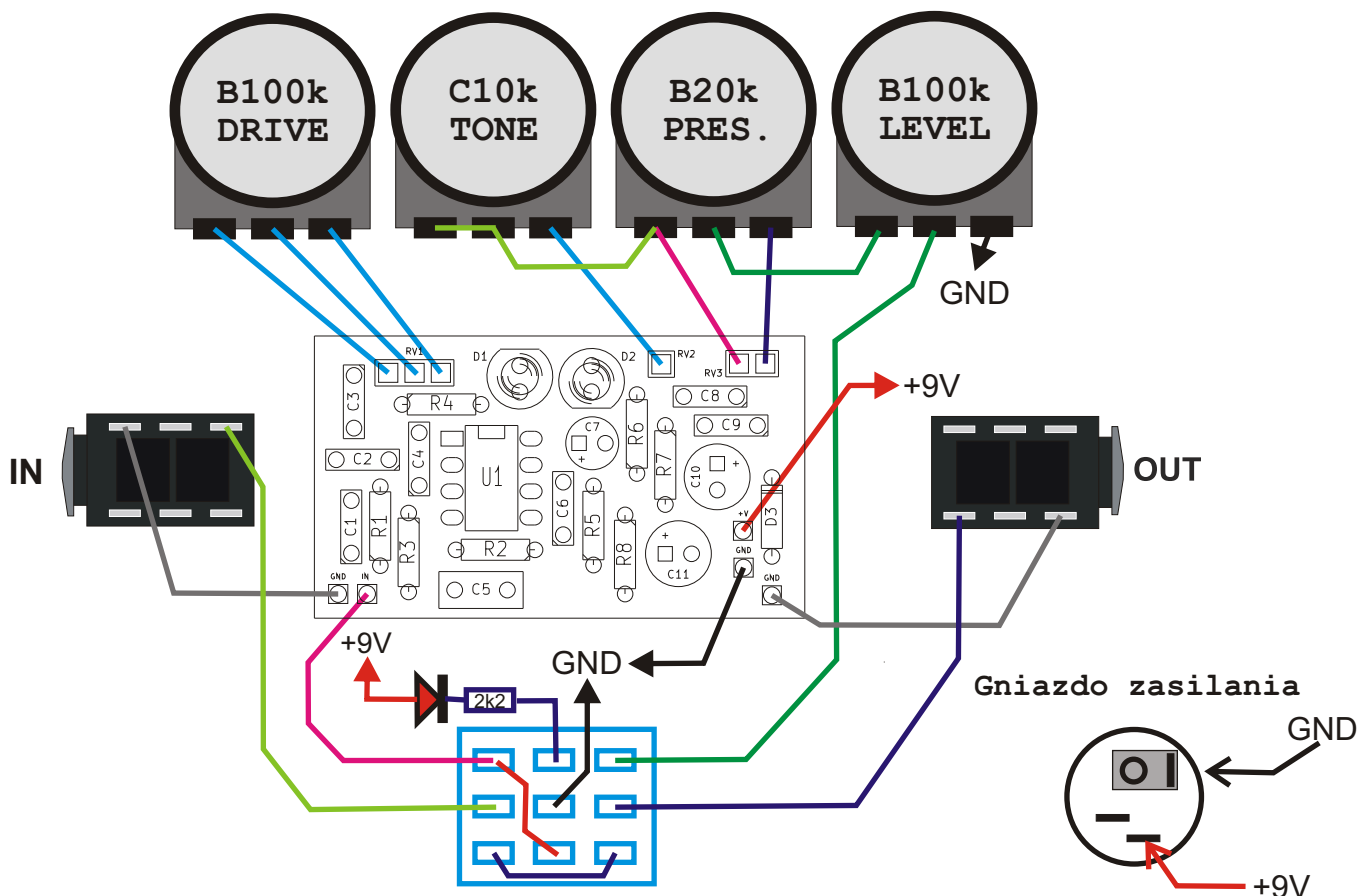 B100k
DRIVE
C10k
TONE
B20k
PRES.
B100k
LEVEL
GND
RV1
D1
D2
RV2
RV3
+9V
C3
R4
C8
C7
R6
C9
C4
R7
C2
C10
U1
IN
OUT
C1
R1
R3
C6
R5
R8
D3
+V
R2
GND
C11
GND
IN
C5
GND
+9V
GND
2k2
Gniazdo zasilania
GND
+9V